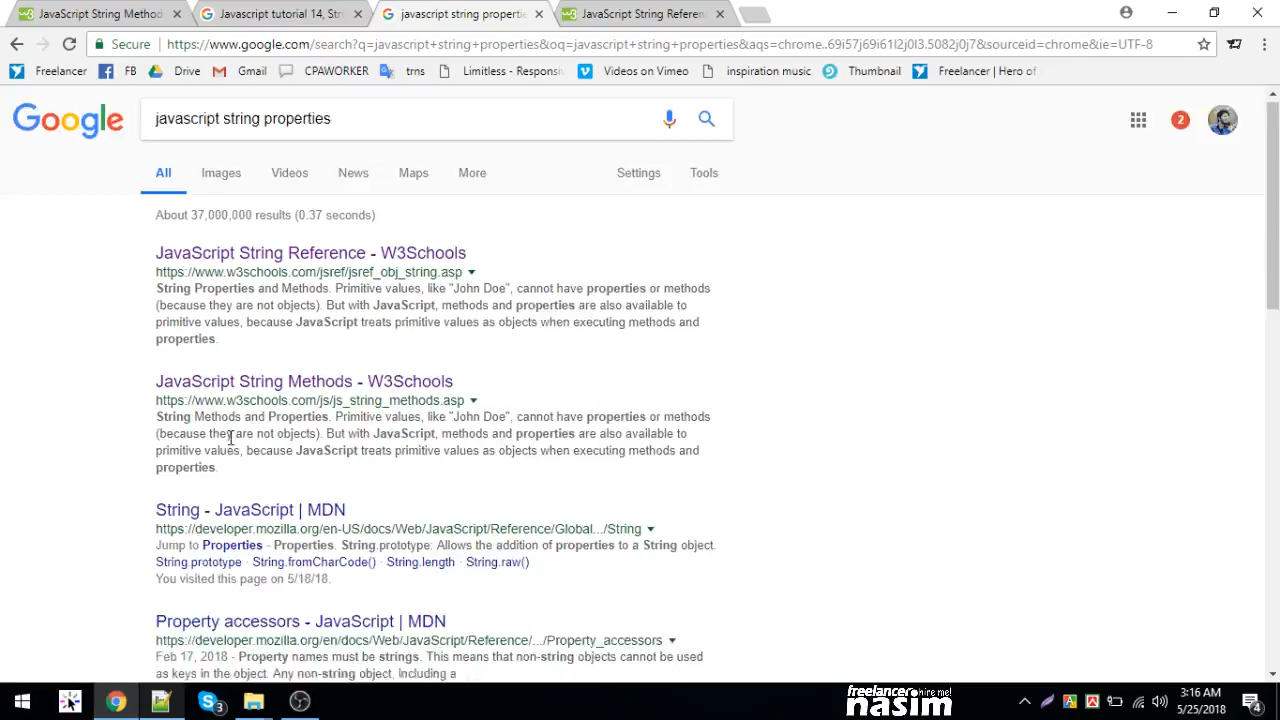 JavaScript String Method
Javascript tutorial 14, Str
javascript string propertie
JavaScript String Referen
Secure
https://www.google.com/search?q=javascript+string+properties&oq=javascript+string+properties&aqs=chrome..69i57j69i61l2j0l3.5082j0j7&sourceid=chrome&ie=UTF-8
Freelancer
FB
Drive
Gmail
CPAWORKER
trns
Limitless - Responsi
Videos on Vimeo
inspiration music
Thumbnail
Freelancer | Hero of
Google
javascript string properties
2
All
Images
Videos
News
Maps
More
Settings
Tools
About 37,000,000 results (0.37 seconds)
JavaScript String Reference - W3Schools
https://www.w3schools.com/jsref/jsref_obj_string.asp
String Properties and Methods. Primitive values, like "John Doe", cannot have properties or methods
(because they are not objects). But with JavaScript, methods and properties are also available to
primitive values, because JavaScript treats primitive values as objects when executing methods and
properties.
JavaScript String Methods - W3Schools
https://www.w3schools.com/js/js_string_methods.asp
String Methods and Properties. Primitive values, like "John Doe", cannot have properties or methods
(because they are not objects). But with JavaScript, methods and properties are also available to
primitive values, because JavaScript treats primitive values as objects when executing methods and
properties.
String - JavaScript | MDN
https://developer.mozilla.org/en-US/docs/Web/JavaScript/Reference/Global.../String
Jump to Properties - Properties. String.prototype: Allows the addition of properties to a String object.
String.prototype · String.fromCharCode() · String.length · String.raw()
You visited this page on 5/18/18.
Property accessors - JavaScript | MDN
https://developer.mozilla.org/en/docs/Web/JavaScript/Reference/.../Property_accessors
Feb 17, 2018 - Property names must be strings. This means that non-string objects cannot be used
as keys in the object. Any non-string object, including a
3
freelancer hire me!
nasim
3:16 AM
5/25/2018
4